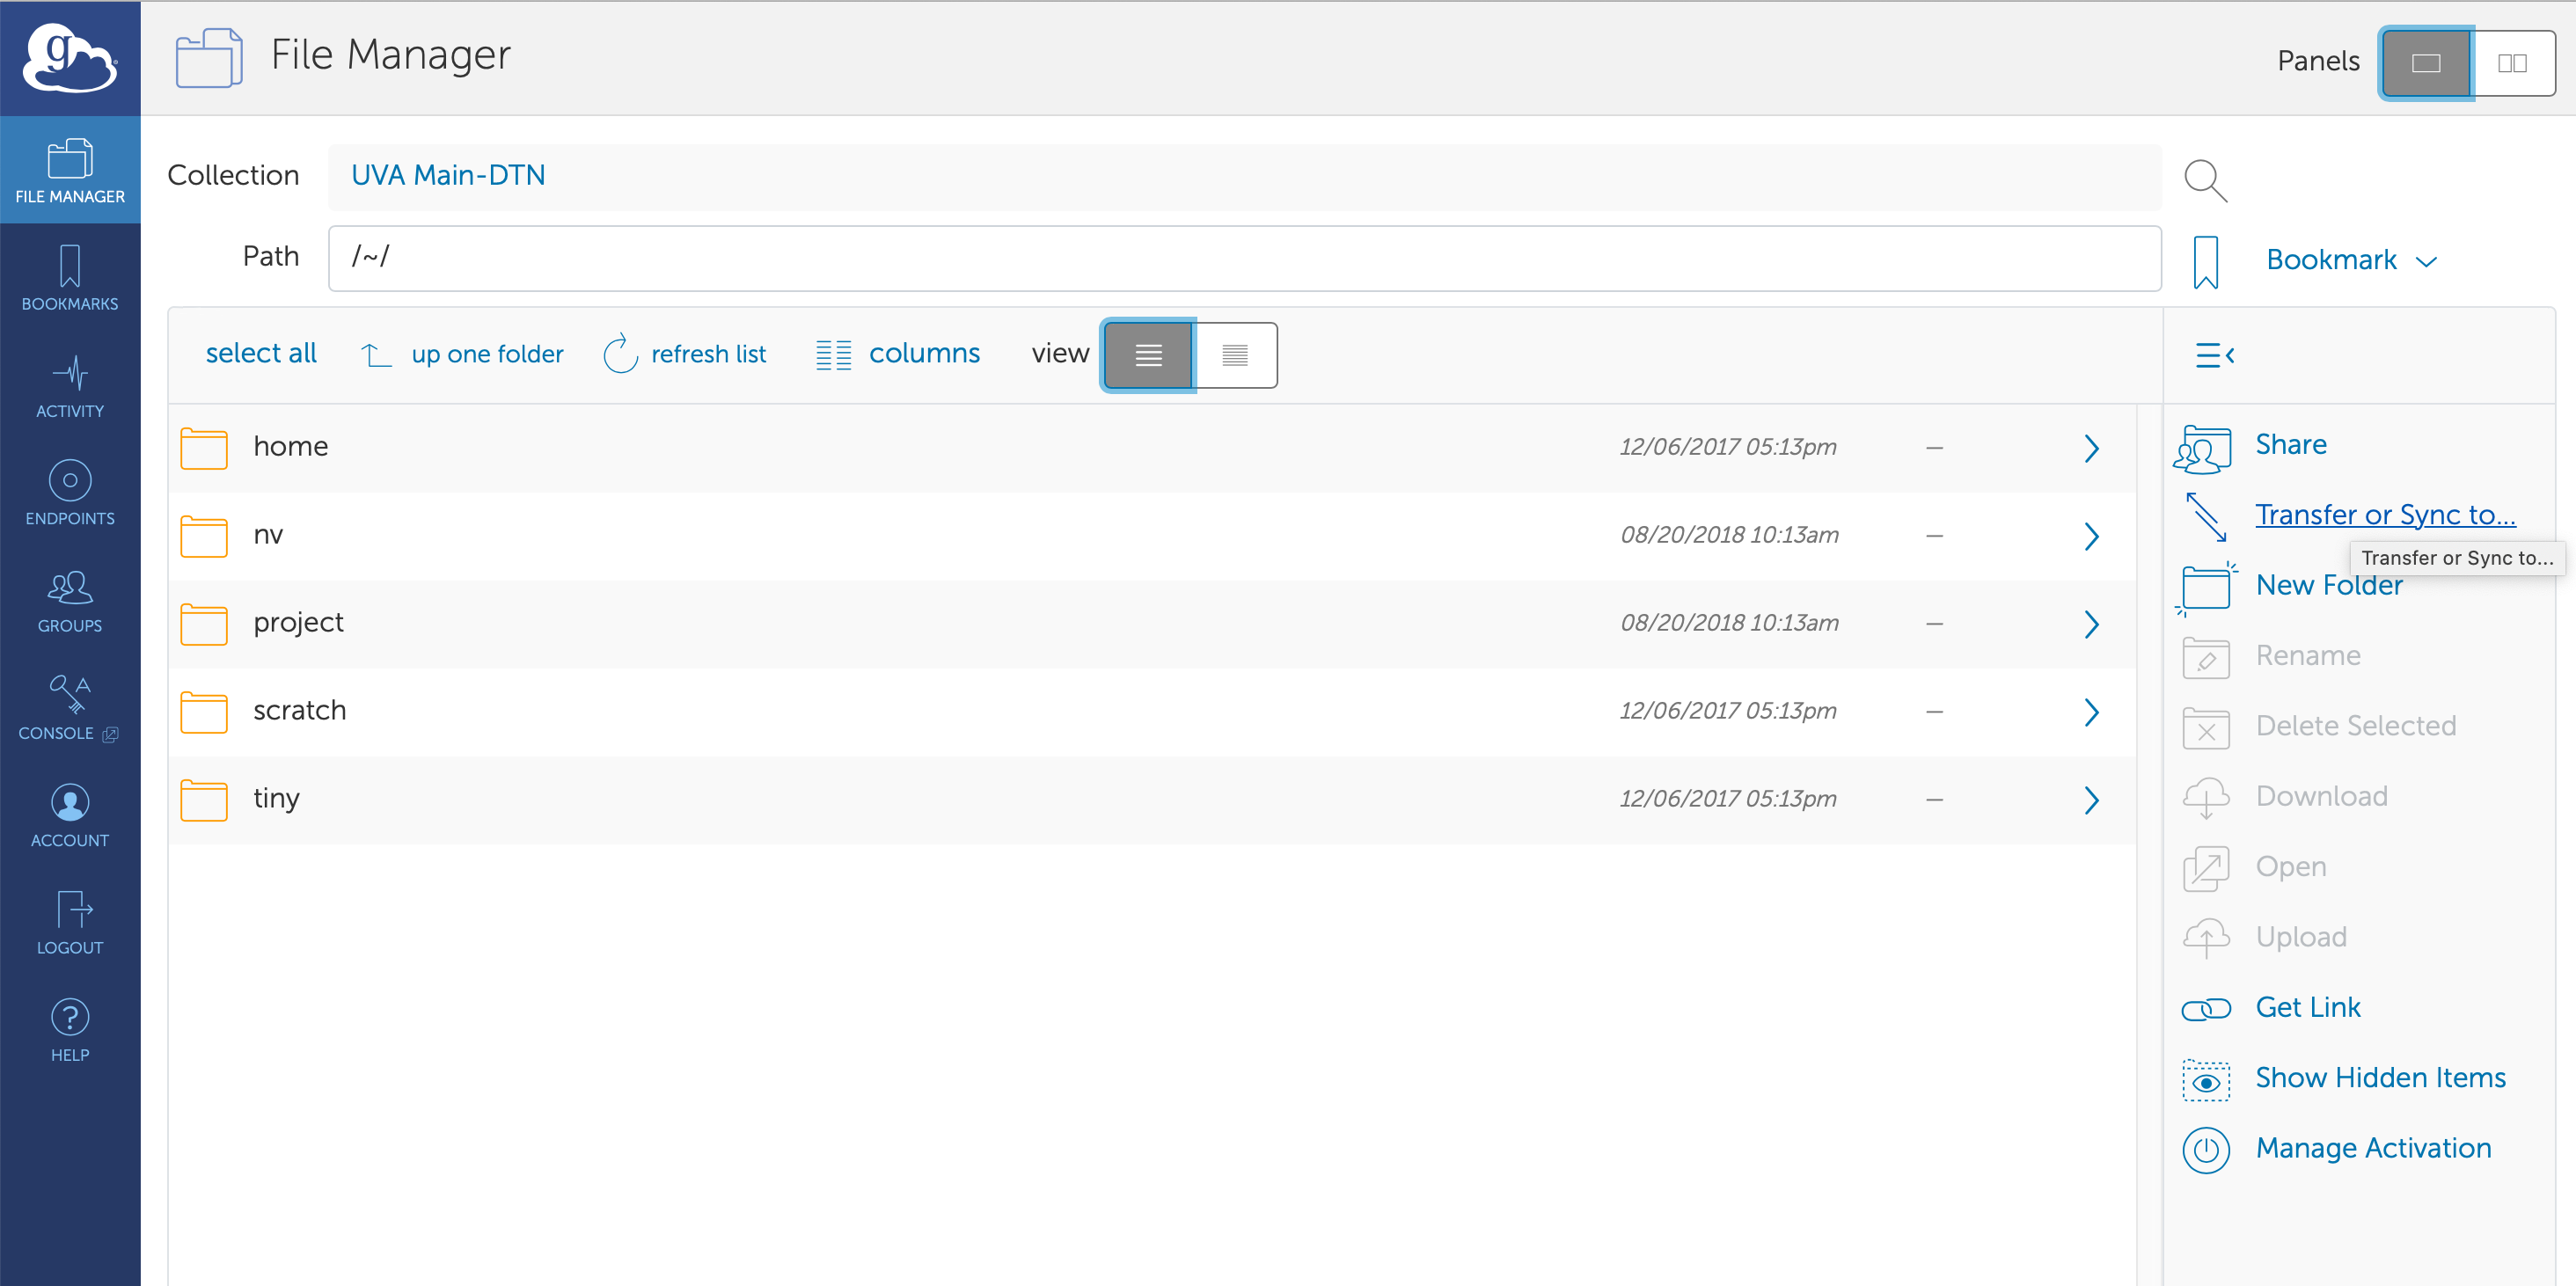 g
File Manager
Panels
FILE MANAGER
BOOKMARKS
ACTIVITY
ENDPOINTS
GROUPS
CONSOLE
ACCOUNT
LOGOUT
HELP
Collection UVA Main-DTN
Path /~/
Bookmark
select all up one folder refresh list columns view
home 12/06/2017 05:13pm —
nv 08/20/2018 10:13am —
project 08/20/2018 10:13am —
scratch 12/06/2017 05:13pm —
tiny 12/06/2017 05:13pm —
Share
Transfer or Sync to...
Transfer or Sync to...
New Folder
Rename
Delete Selected
Download
Open
Upload
Get Link
Show Hidden Items
Manage Activation